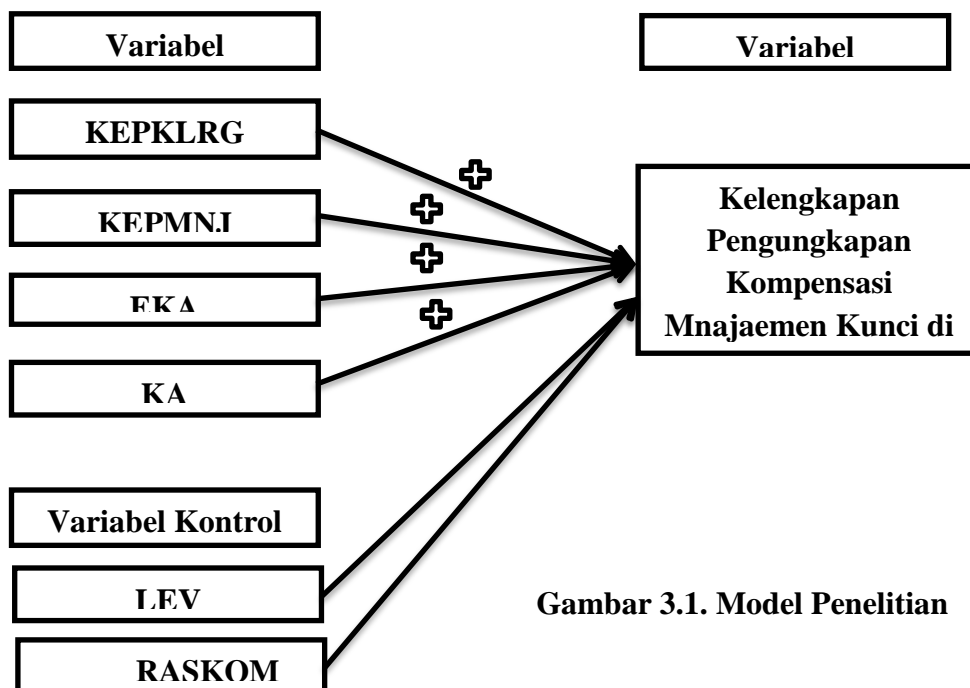 Variabel
Variabel
KEPKLRG
KEPMNJ
EKA
KA
Kelengkapan
Pengungkapan
Kompensasi
Mnajaemen Kunci di
Variabel Kontrol
LEV
RASKOM
Gambar 3.1. Model Penelitian